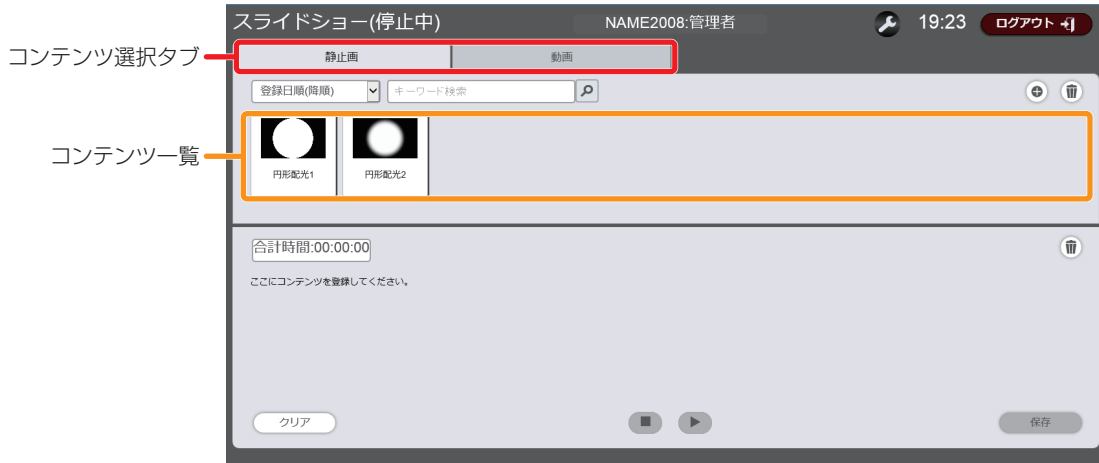 スライドショー(停止中) NAME2008:管理者 19:23 ログアウト
コンテンツ選択タブ 静止画 動画
登録日順(降順) キーワード検索
コンテンツ一覧
円形配光1 円形配光2
合計時間:00:00:00
ここにコンテンツを登録してください。
クリア 保存